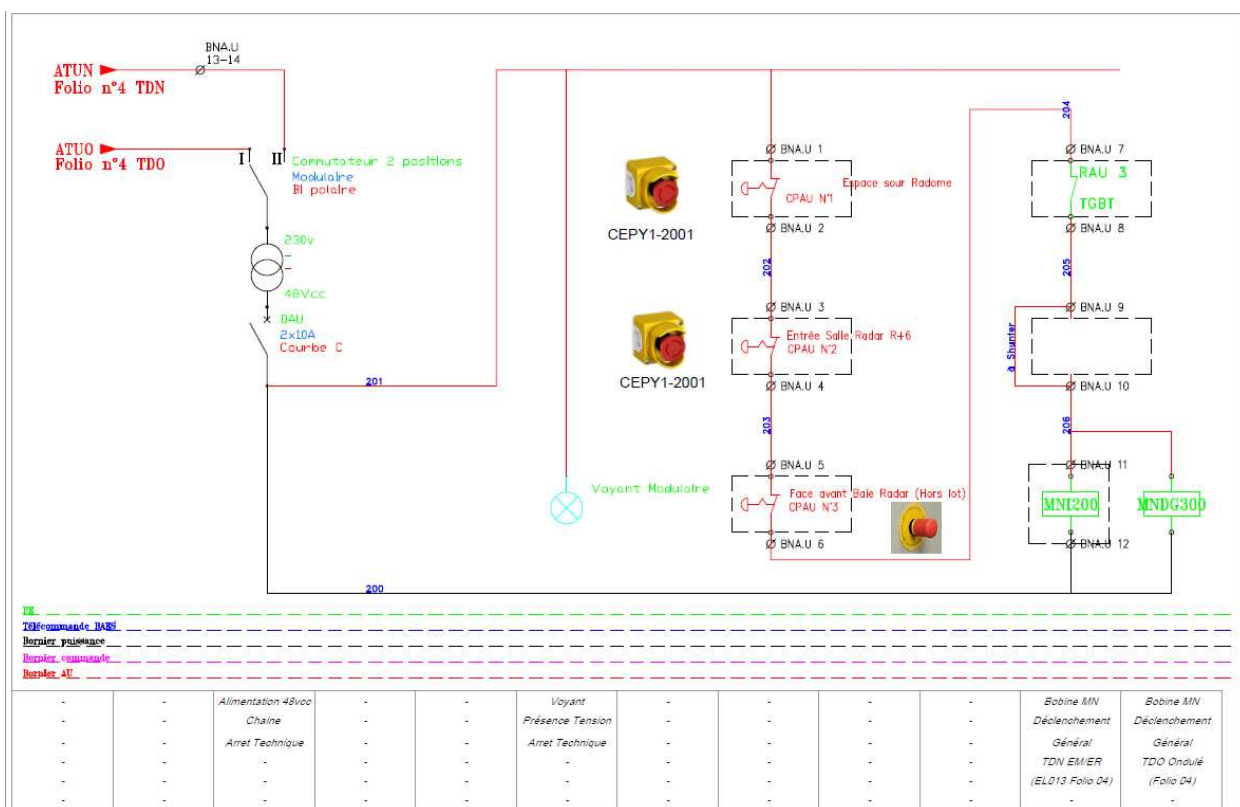 BNA.U
13-14
ATUN
Folio n°4 TDN
ATUO
Folio n°4 TDO
I
II
Commutateur 2 positions
Modulaire
BI polaire
230v
48Vcc
DAU
2x10A
Courbe C
201
200
Voyant Modulaire
CEPY1-2001
CEPY1-2001
BNA.U 1
Espace sour Radome
CPAU N°1
BNA.U 2
202
BNA.U 3
Entrée Salle Radar R+6
CPAU N°2
BNA.U 4
203
BNA.U 5
Face avant Baie Radar (Hors lot)
CPAU N°3
BNA.U 6
204
BNA.U 7
RAU 3
TGBT
BNA.U 8
205
BNA.U 9
à Shunter
BNA.U 10
206
BNA.U 11
MNI200
MNDG300
BNA.U 12
PE
Télécommande BAES
Bornier puissance
Bornier commande
Bornier AU
- - Alimentation 48vcc - - Voyant - - - - Bobine MN Bobine MN
- - Chaine - - Présence Tension - - - - Déclenchement Déclenchement
- - Arret Technique - - Arret Technique - - - - Général Général
- - - - - - - - - - TDN EM/ER TDO Ondulé
- - - - - - - - - - (EL013 Folio 04) (Folio 04)
- - - - - - - - - - - -